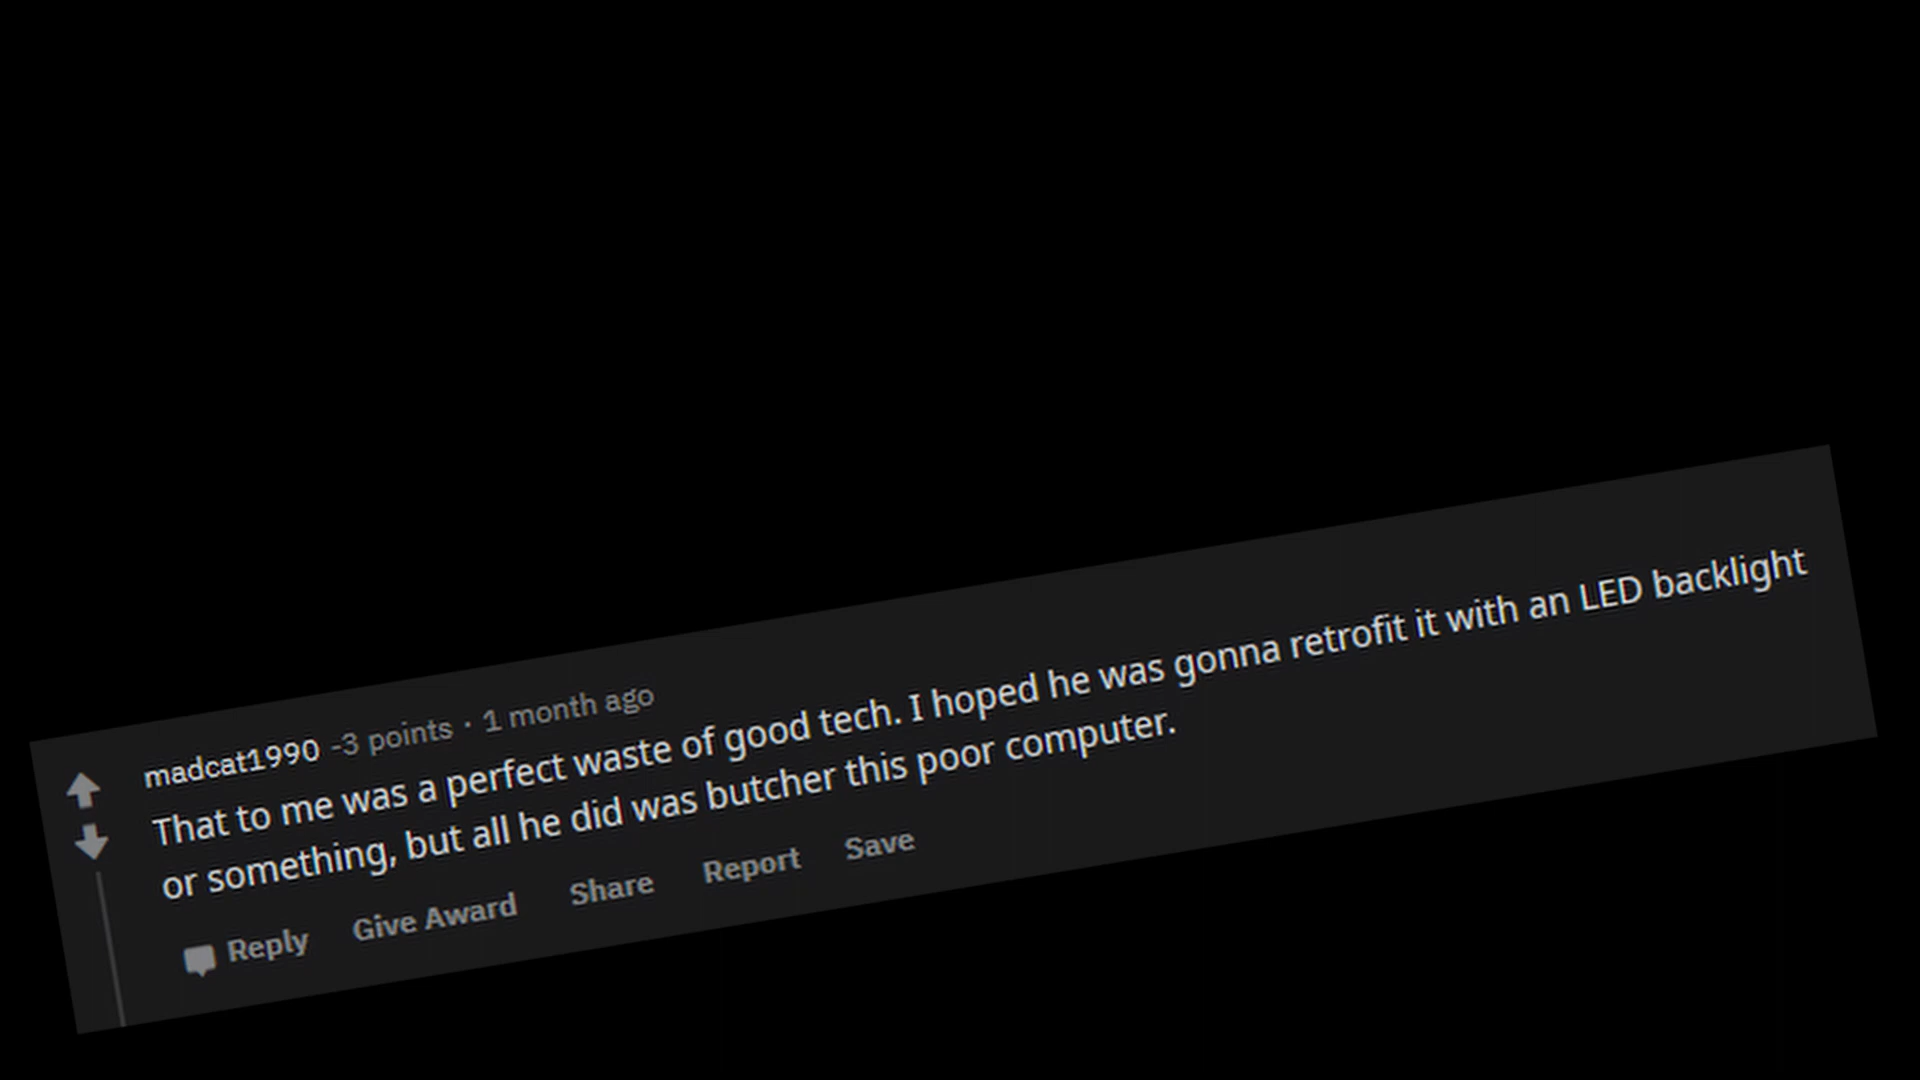 madcat1990 -3 points · 1 month ago
That to me was a perfect waste of good tech. I hoped he was gonna retrofit it with an LED backlight
or something, but all he did was butcher this poor computer.
Reply Give Award Share Report Save